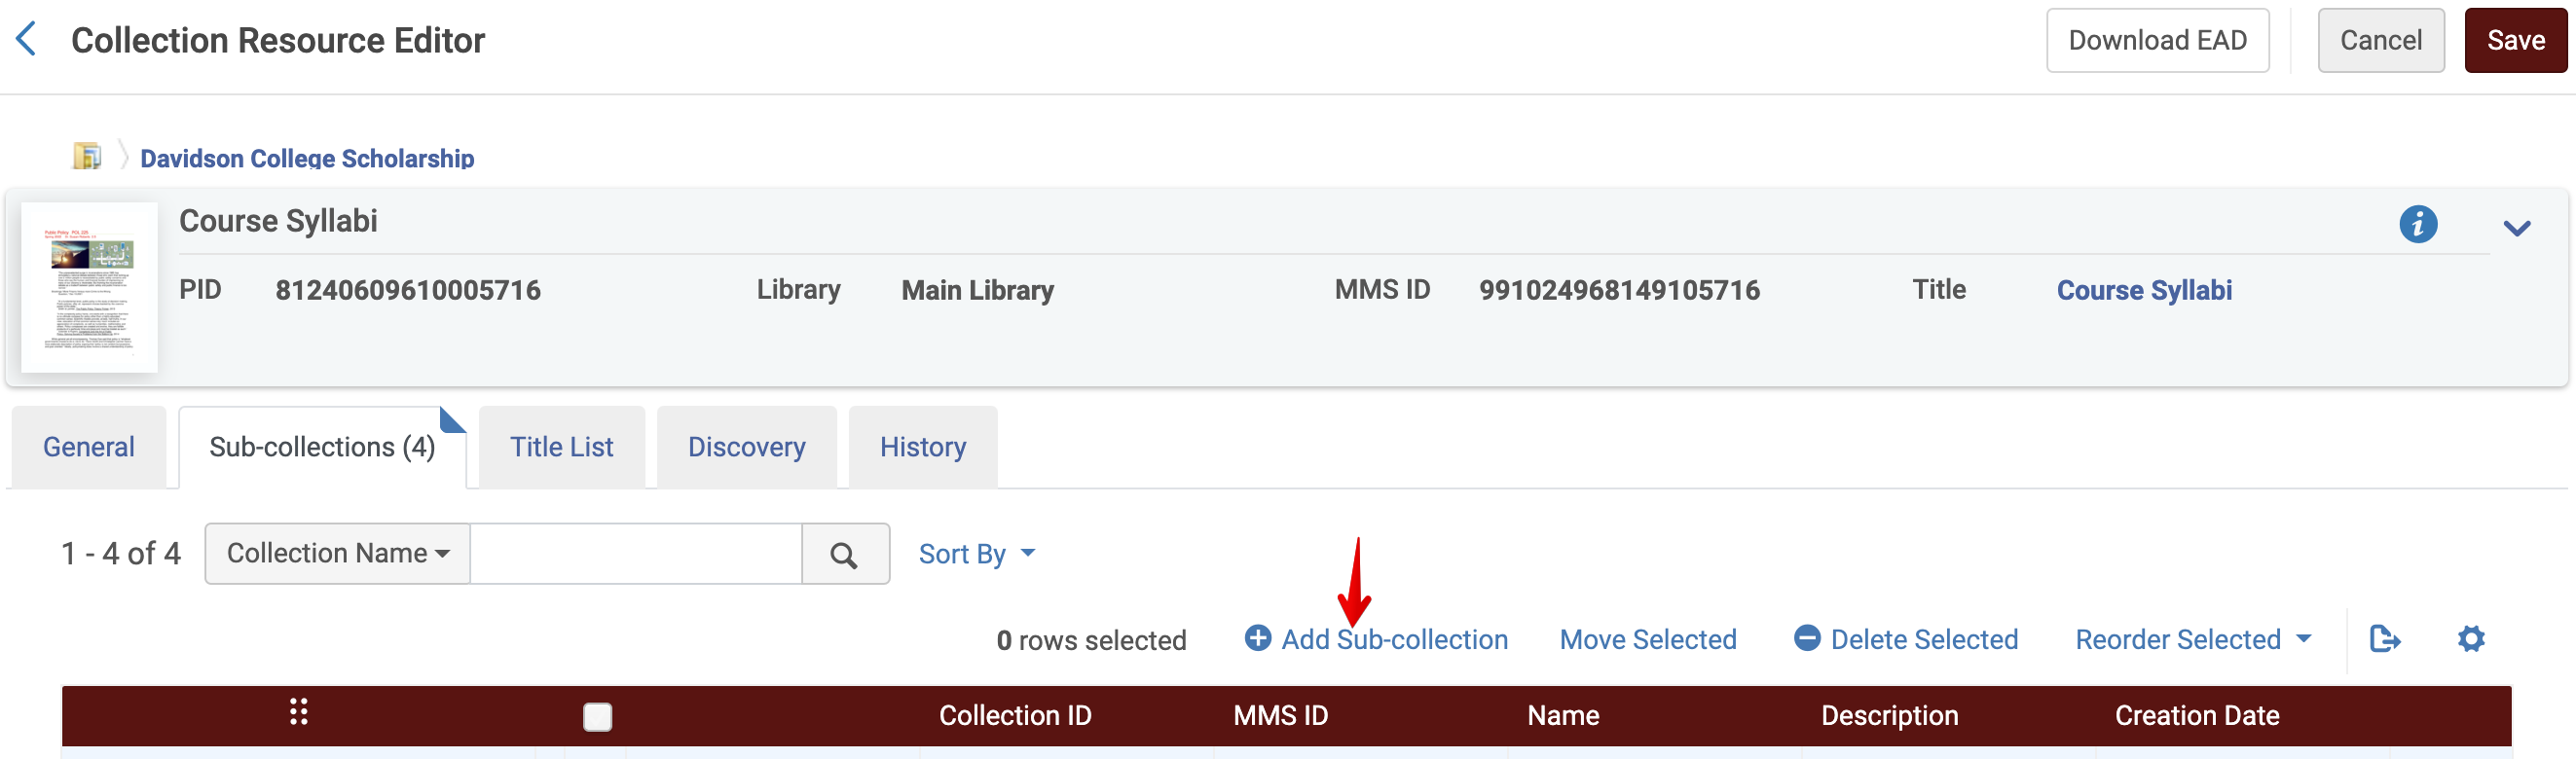 Collection Resource Editor
Download EAD
Cancel
Save
Davidson College Scholarship
Course Syllabi
PID 81240609610005716 Library Main Library MMS ID 991024968149105716 Title Course Syllabi
General
Sub-collections (4)
Title List
Discovery
History
1 - 4 of 4
Collection Name
Sort By
0 rows selected
Add Sub-collection
Move Selected
Delete Selected
Reorder Selected
Collection ID MMS ID Name Description Creation Date